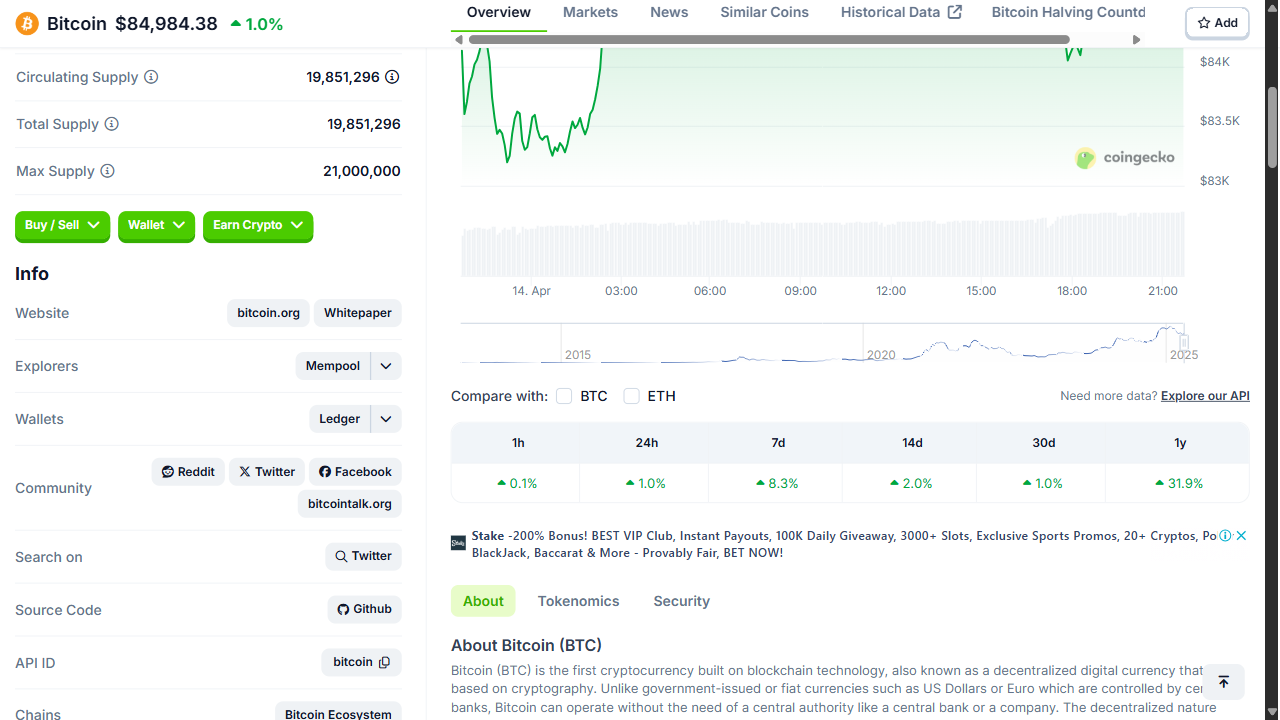 Bitcoin $84,984.38 1.0%
Overview Markets News Similar Coins Historical Data Bitcoin Halving Countd
Add
Circulating Supply 19,851,296
Total Supply 19,851,296
Max Supply 21,000,000
Buy / Sell Wallet Earn Crypto
Info
Website bitcoin.org Whitepaper
Explorers Mempool
Wallets Ledger
Community Reddit Twitter Facebook
bitcointalk.org
Search on Twitter
Source Code Github
API ID bitcoin
Chains Bitcoin Ecosystem
$84K
$83.5K
coingecko
$83K
14. Apr 03:00 06:00 09:00 12:00 15:00 18:00 21:00
2015 2020 2025
Compare with: BTC ETH Need more data? Explore our API
1h 24h 7d 14d 30d 1y
0.1% 1.0% 8.3% 2.0% 1.0% 31.9%
Stake
Stake -200% Bonus! BEST VIP Club, Instant Payouts, 100K Daily Giveaway, 3000+ Slots, Exclusive Sports Promos, 20+ Cryptos, Po
BlackJack, Baccarat & More - Provably Fair, BET NOW!
About Tokenomics Security
About Bitcoin (BTC)
Bitcoin (BTC) is the first cryptocurrency built on blockchain technology, also known as a decentralized digital currency that
based on cryptography. Unlike government-issued or fiat currencies such as US Dollars or Euro which are controlled by cen
banks, Bitcoin can operate without the need of a central authority like a central bank or a company. The decentralized nature